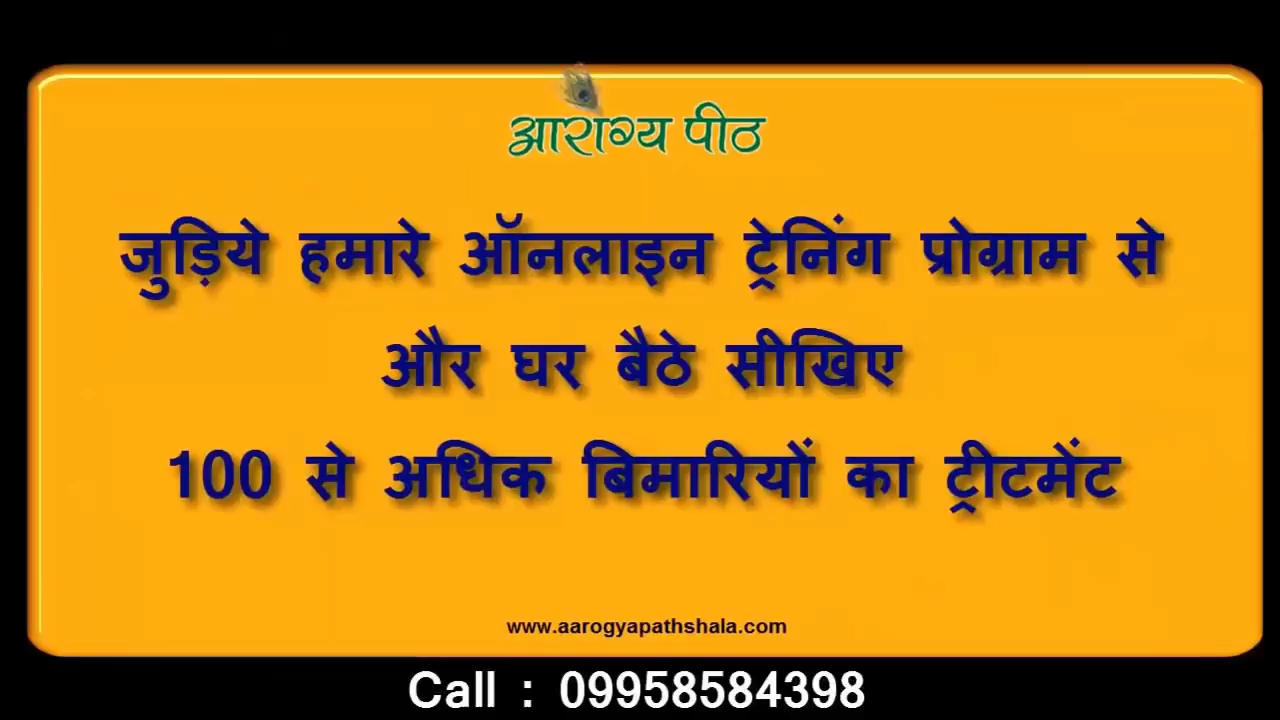 आरोग्य पीठ
जुड़िये हमारे ऑनलाइन ट्रेनिंग प्रोग्राम से
और घर बैठे सीखिए
100 से अधिक बिमारियों का ट्रीटमेंट
www.aarogyapathshala.com
Call : 09958584398